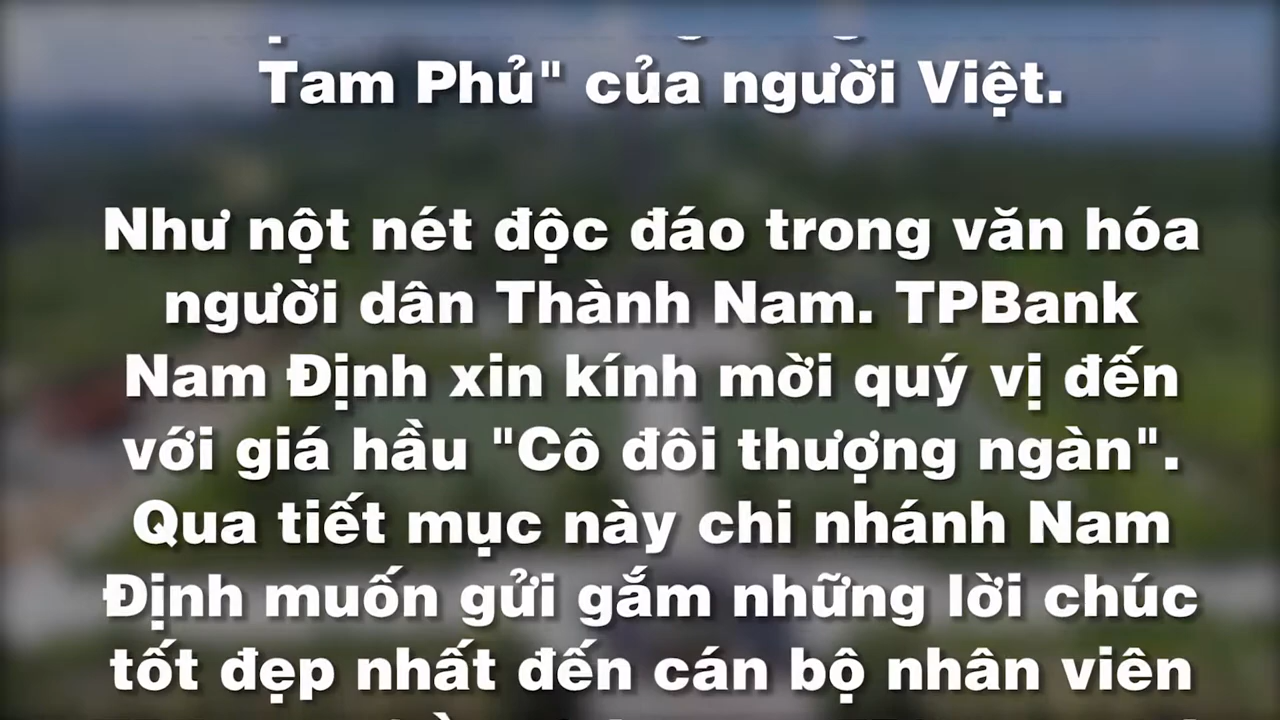 Tam Phủ" của người Việt.
Như nột nét độc đáo trong văn hóa
người dân Thành Nam. TPBank
Nam Định xin kính mời quý vị đến
với giá hầu "Cô đôi thượng ngàn".
Qua tiết mục này chi nhánh Nam
Định muốn gửi gắm những lời chúc
tốt đẹp nhất đến cán bộ nhân viên